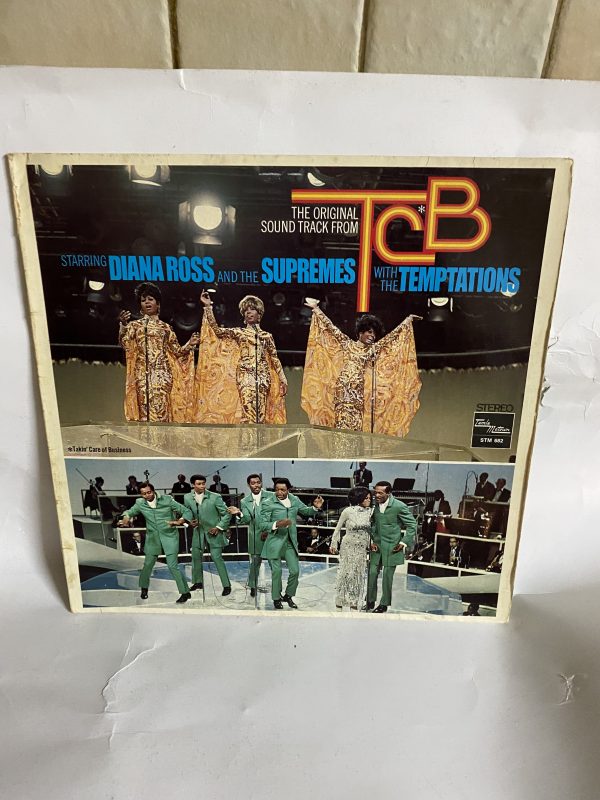 THE ORIGINAL
SOUND TRACK FROM
TC*B
STARRING DIANA ROSS AND THE SUPREMES WITH THE TEMPTATIONS
STEREO
Tamla
Motown
STM 682
*Takin' Care of Business